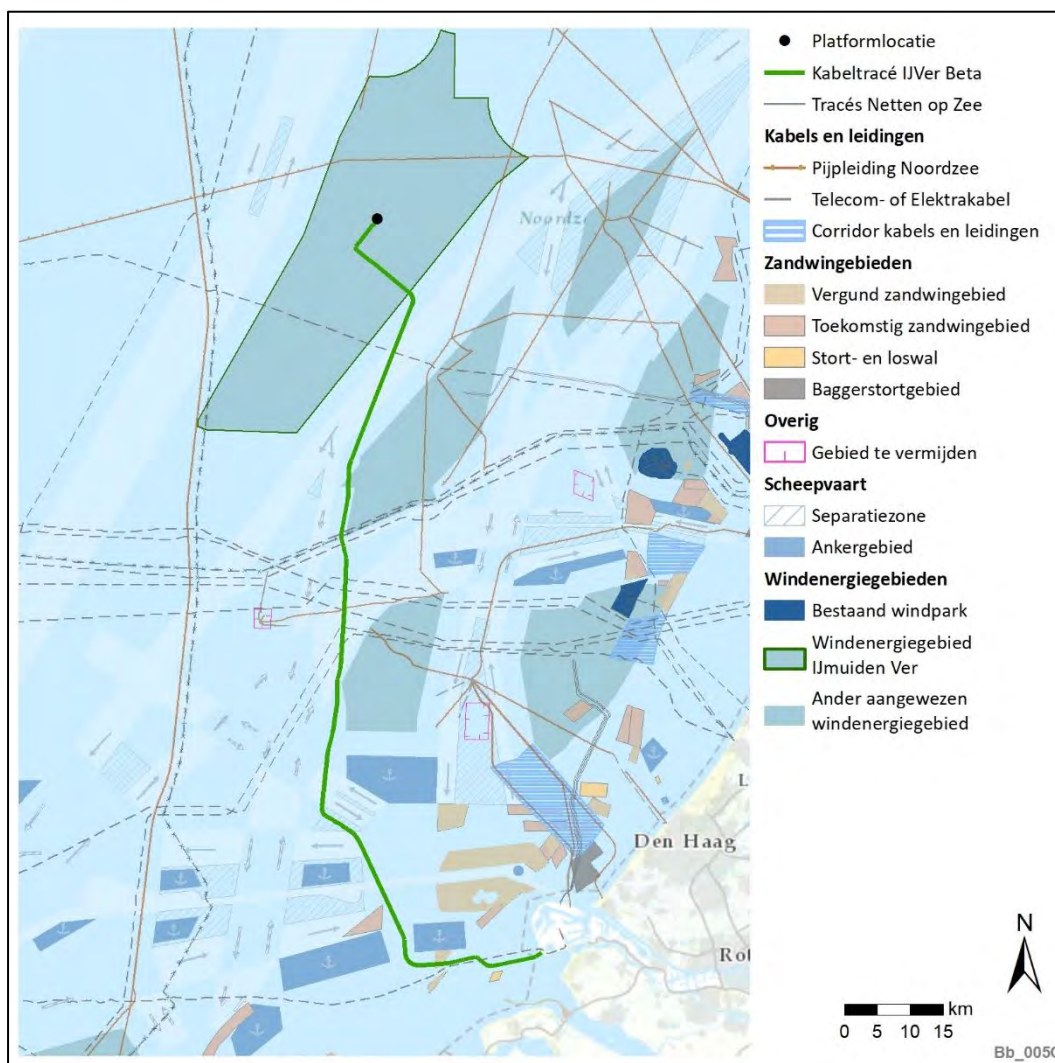 Platformlocatie
Kabeltracé IJVer Beta
Tracés Netten op Zee
Kabels en leidingen
Pijpleiding Noordzee
Telecom- of Elektrakabel
Corridor kabels en leidingen
Zandwingebieden
Vergund zandwingebied
Toekomstig zandwingebied
Stort- en loswal
Baggerstortgebied
Overig
Gebied te vermijden
Scheepvaart
Separatiezone
Ankergebied
Windenergiegebieden
Bestaand windpark
Windenergiegebied
IJmuiden Ver
Ander aangewezen
windenergiegebied
Noordz
L
Den Haag
Rot
N
km
0 5 10 15
Bb_005